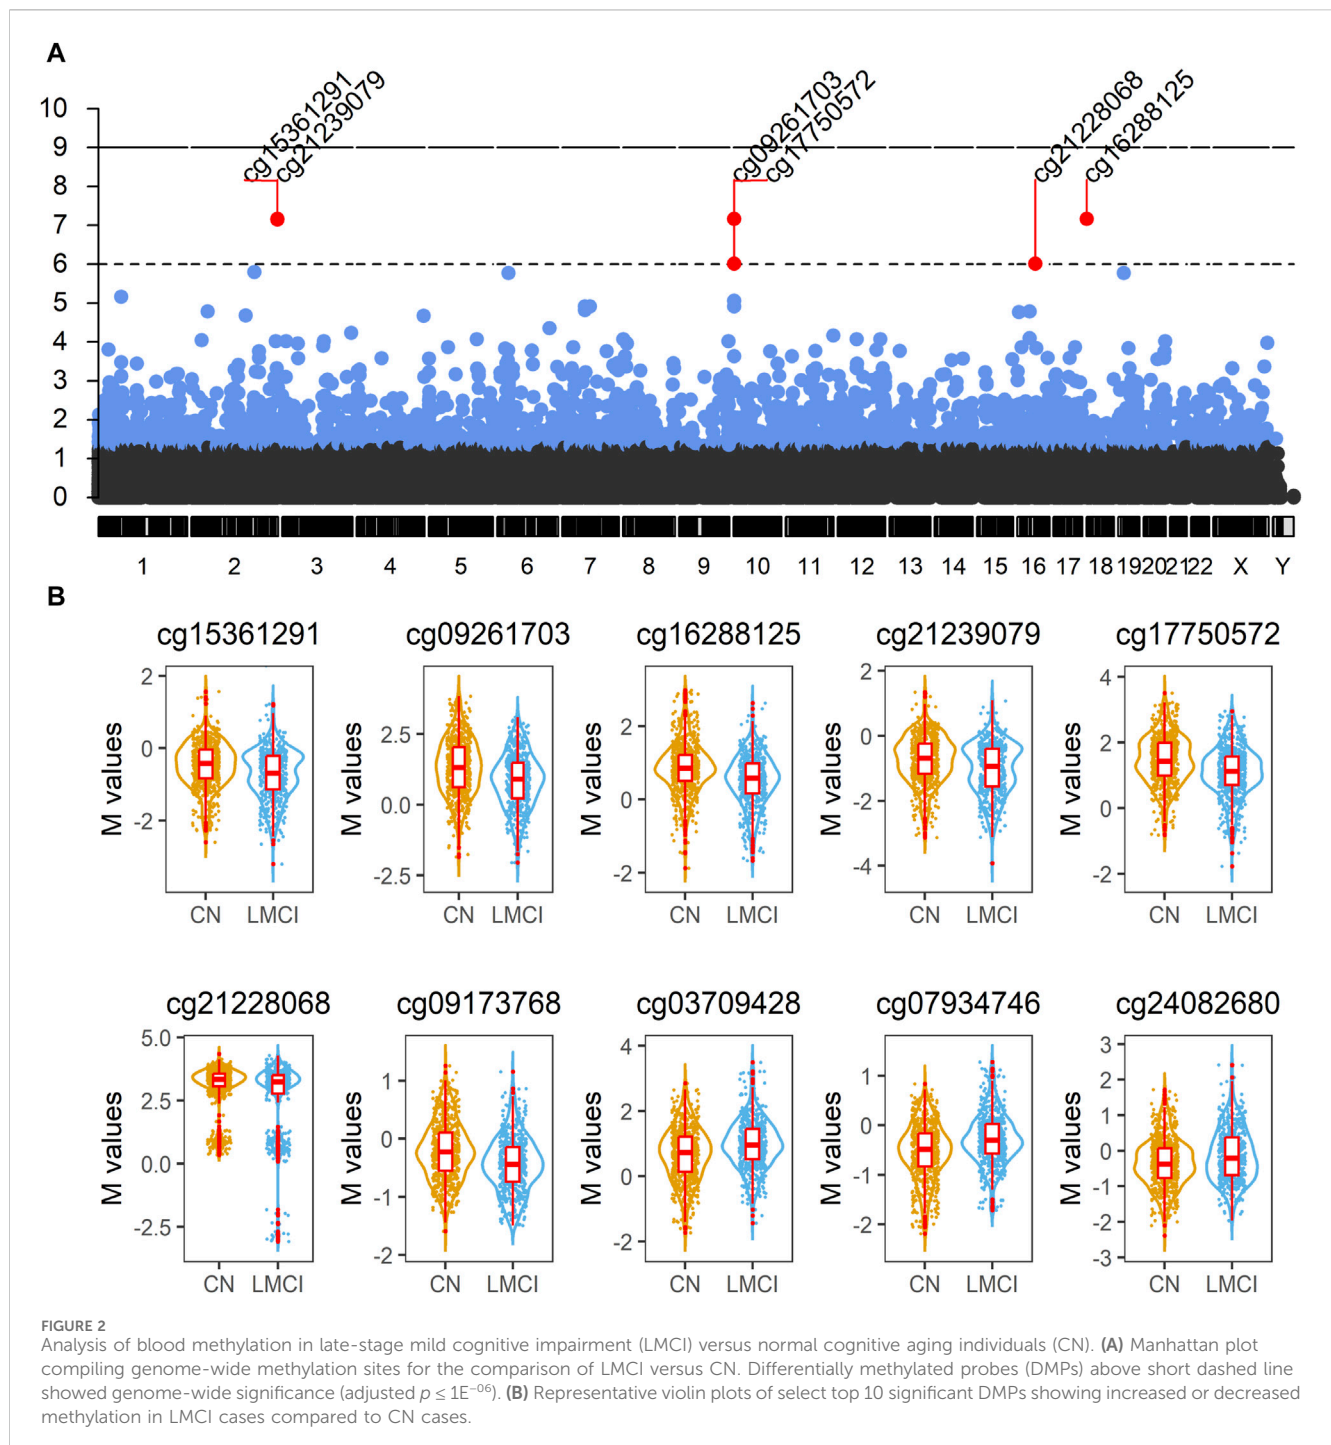 A
cg15361291
cg21239079
cg09261703
cg17750572
cg21228068
cg16288125
10
9
8
7
6
5
4
3
2
1
0
1 2 3 4 5 6 7 8 9 10 11 12 13 14 15 16 17 18 19 20 21 22 X Y
B
cg15361291 cg09261703 cg16288125 cg21239079 cg17750572
M values
2
0
-2
CN LMCI
M values
2.5
0.0
-2.5
CN LMCI
M values
2
0
-2
CN LMCI
M values
2
0
-2
-4
CN LMCI
M values
4
2
0
-2
CN LMCI
cg21228068 cg09173768 cg03709428 cg07934746 cg24082680
M values
5.0
2.5
0.0
-2.5
CN LMCI
M values
1
0
-1
-2
CN LMCI
M values
4
2
0
-2
CN LMCI
M values
1
0
-1
-2
CN LMCI
M values
3
2
1
0
-1
-2
-3
CN LMCI
FIGURE 2
Analysis of blood methylation in late-stage mild cognitive impairment (LMCI) versus normal cognitive aging individuals (CN). (A) Manhattan plot
compiling genome-wide methylation sites for the comparison of LMCI versus CN. Differentially methylated probes (DMPs) above short dashed line
showed genome-wide significance (adjusted p ≤ 1E⁻⁰⁶). (B) Representative violin plots of select top 10 significant DMPs showing increased or decreased
methylation in LMCI cases compared to CN cases.